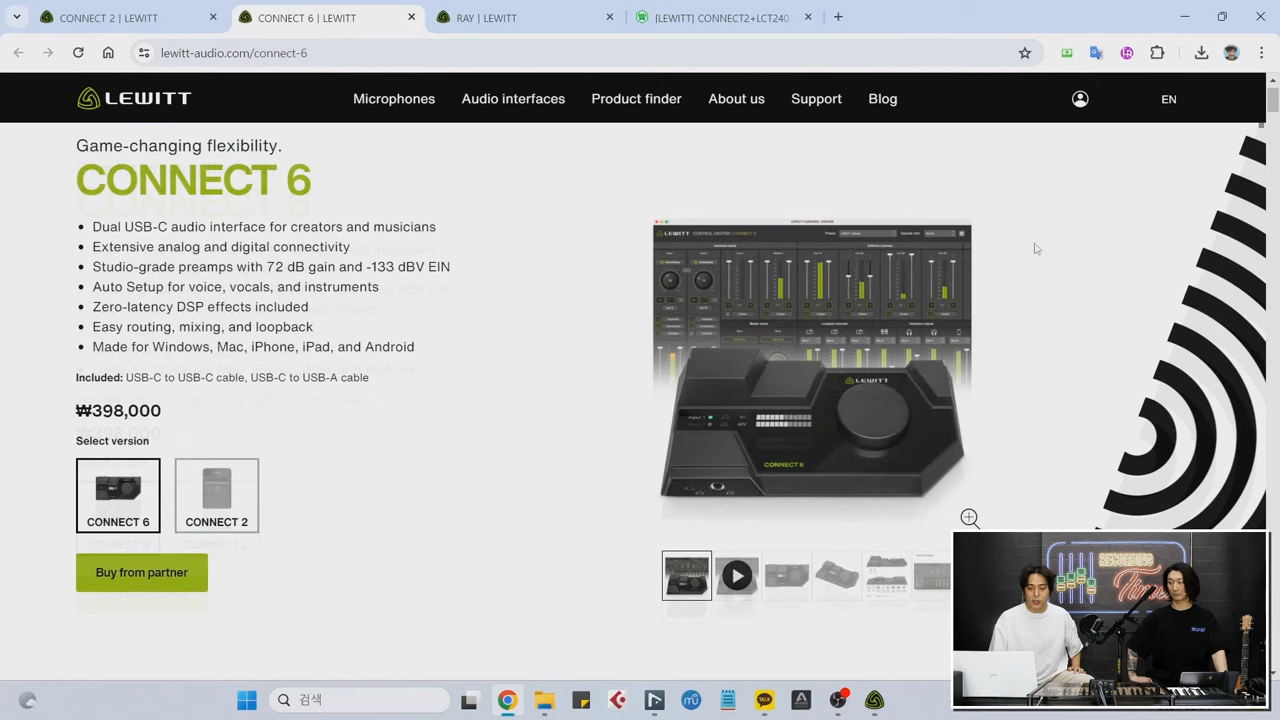 CONNECT 2 | LEWITT
CONNECT 6 | LEWITT
RAY | LEWITT
[LEWITT] CONNECT2+LCT240
lewitt-audio.com/connect-6
LEWITT
Microphones
Audio interfaces
Product finder
About us
Support
Blog
EN
Game-changing flexibility.
CONNECT 6
Dual USB-C audio interface for creators and musicians
Extensive analog and digital connectivity
Studio-grade preamps with 72 dB gain and -133 dBV EIN
Auto Setup for voice, vocals, and instruments
Zero-latency DSP effects included
Easy routing, mixing, and loopback
Made for Windows, Mac, iPhone, iPad, and Android
Included: USB-C to USB-C cable, USB-C to USB-A cable
₩398,000
Select version
CONNECT 6
CONNECT 2
Buy from partner
LEWITT
CONNECT 6
RECORDING
Time
검색